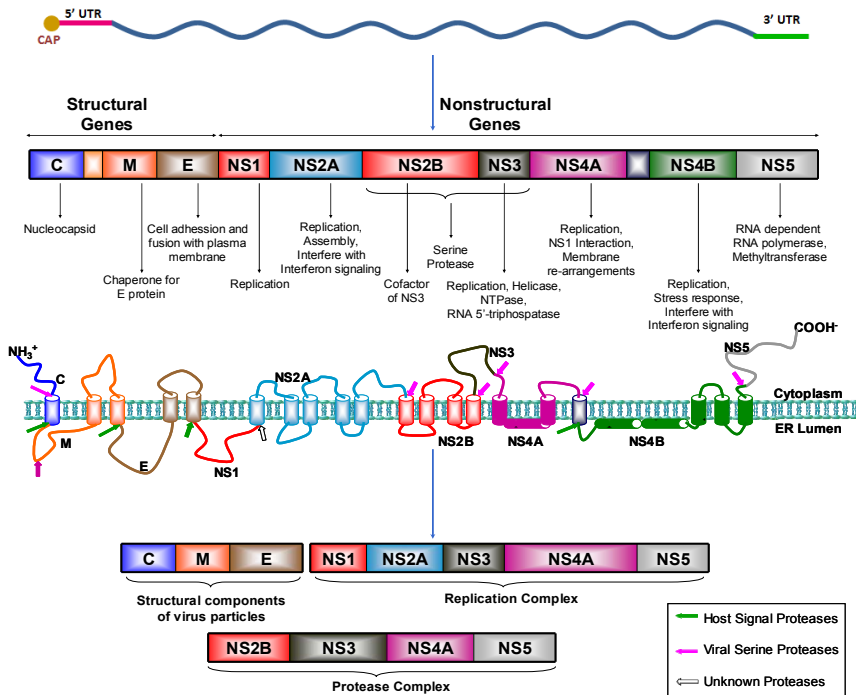 5’ UTR
CAP
3’ UTR
Structural
Genes
Nonstructural
Genes
C
M
E
NS1
NS2A
NS2B
NS3
NS4A
NS4B
NS5
Nucleocapsid
Chaperone for
E protein
Cell adhession and
fusion with plasma
membrane
Replication
Replication,
Assembly,
Interfere with
Interferon signaling
Cofactor
of NS3
Serine
Protease
Replication, Helicase,
NTPase,
RNA 5’-triphospatase
Replication,
NS1 Interaction,
Membrane
re-arrangements
Replication,
Stress response,
Interfere with
Interferon signaling
RNA dependent
RNA polymerase,
Methyltransferase
NH₃⁺
C
M
E
NS1
NS2A
NS2B
NS3
NS4A
NS4B
NS5
COOH⁻
Cytoplasm
ER Lumen
C
M
E
Structural components
of virus particles
NS1
NS2A
NS3
NS4A
NS5
Replication Complex
NS2B
NS3
NS4A
NS5
Protease Complex
Host Signal Proteases
Viral Serine Proteases
Unknown Proteases